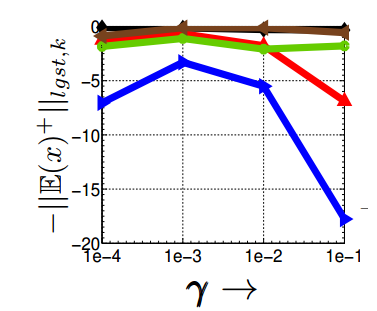 −||𝔼(x)⁺||_{lgst,k}
0
−5
−10
−15
−20
1e−4 1e−3 1e−2 1e−1
γ →